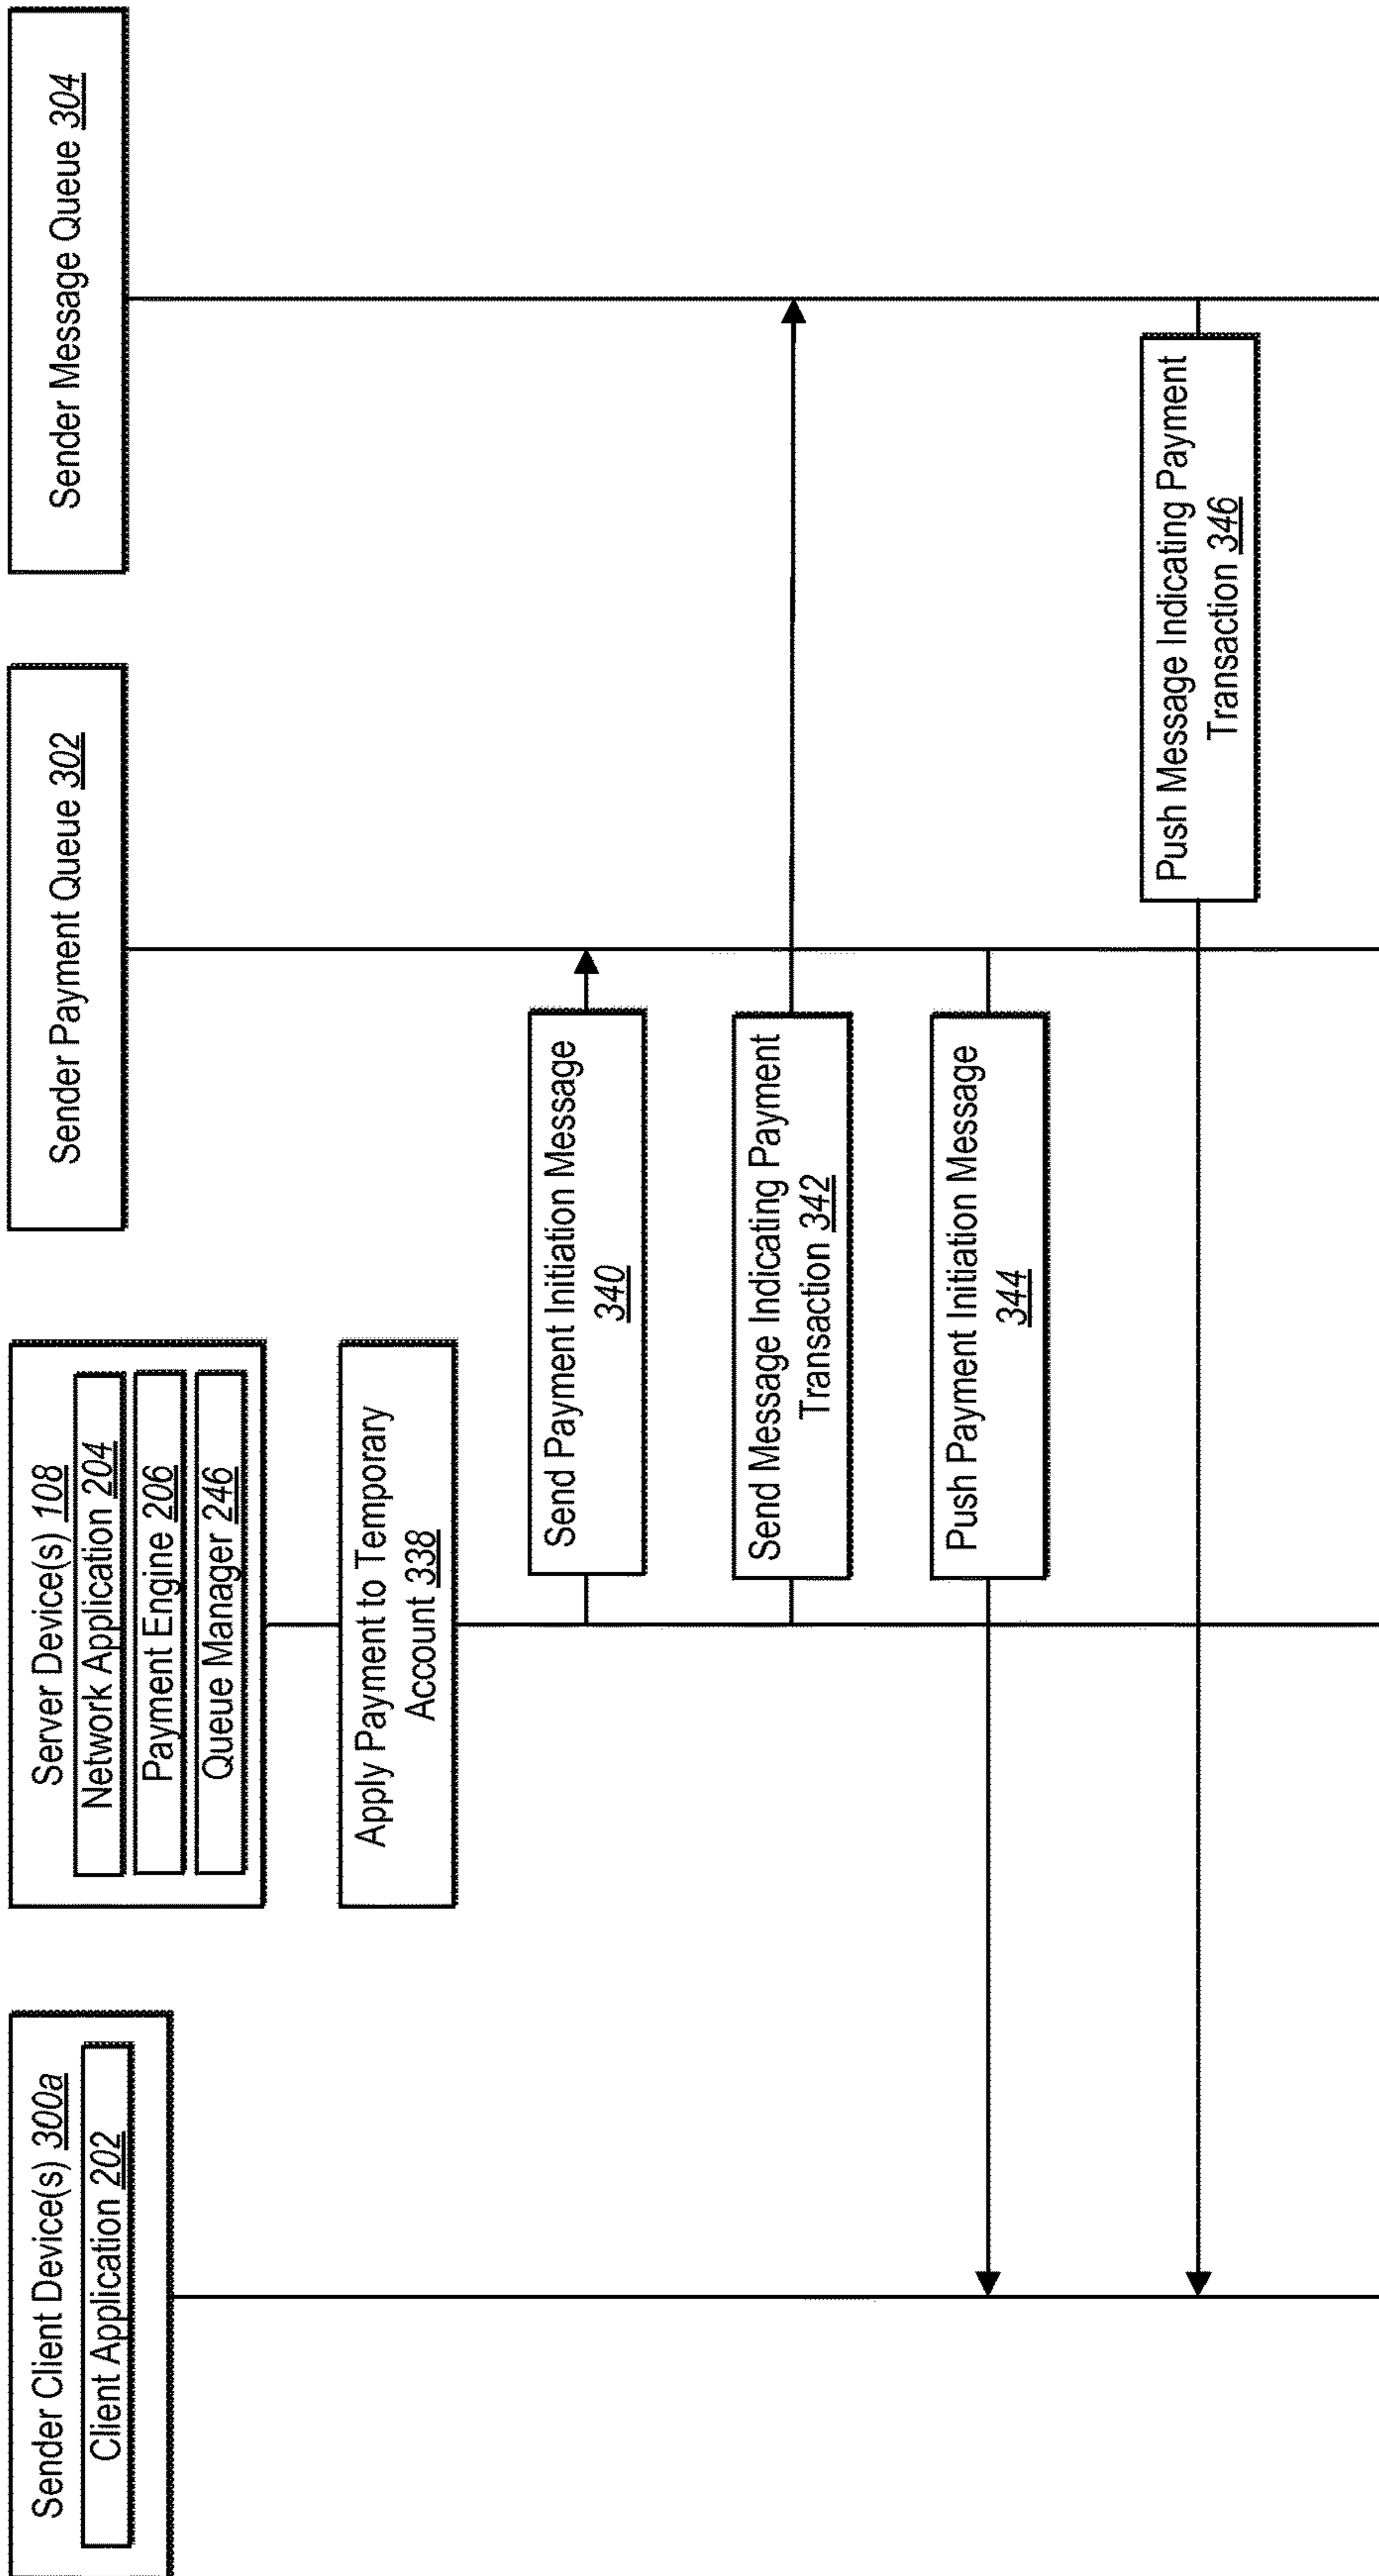 Sender Client Device(s) 300a
Client Application 202
Server Device(s) 108
Network Application 204
Payment Engine 206
Queue Manager 246
Sender Payment Queue 302
Sender Message Queue 304
Apply Payment to Temporary
Account 338
Send Payment Initiation Message
340
Send Message Indicating Payment
Transaction 342
Push Payment Initiation Message
344
Push Message Indicating Payment
Transaction 346